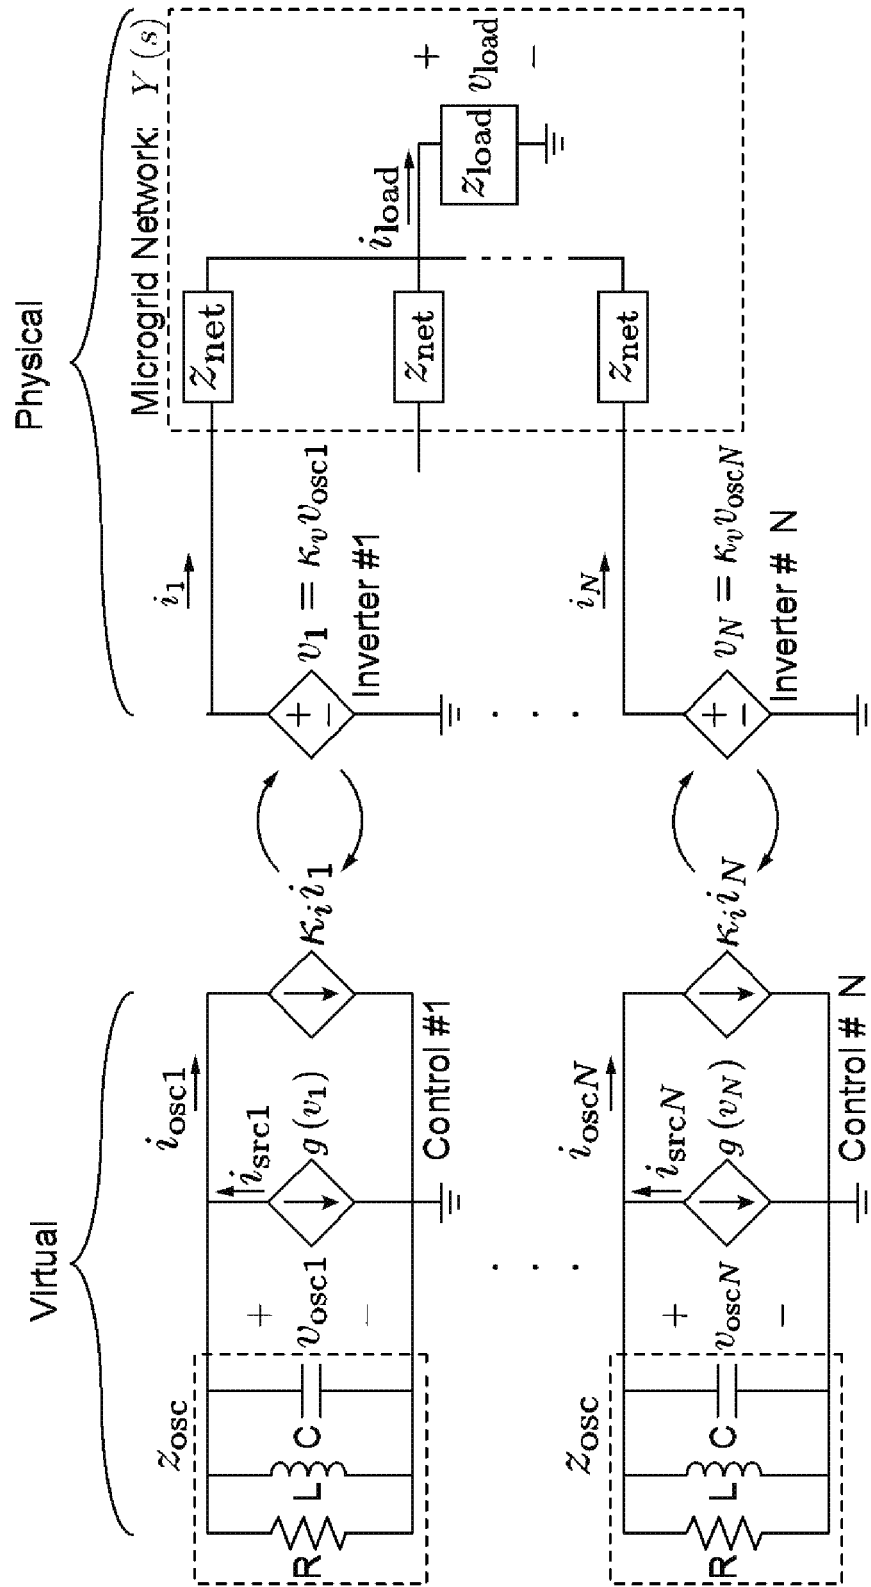 Virtual
Physical
Microgrid Network: Y (s)
z_osc
R
L
C
+
v_osc1
−
i_src1
g (v_1)
i_osc1
κ_i i_1
Control #1
+
−
v_1 = κ_v v_osc1
Inverter #1
i_1
z_net
z_net
z_net
i_load
z_load
+
v_load
−
. . .
. . .
z_osc
R
L
C
+
v_oscN
−
i_srcN
g (v_N)
i_oscN
κ_i i_N
Control # N
+
−
v_N = κ_v v_oscN
Inverter # N
i_N